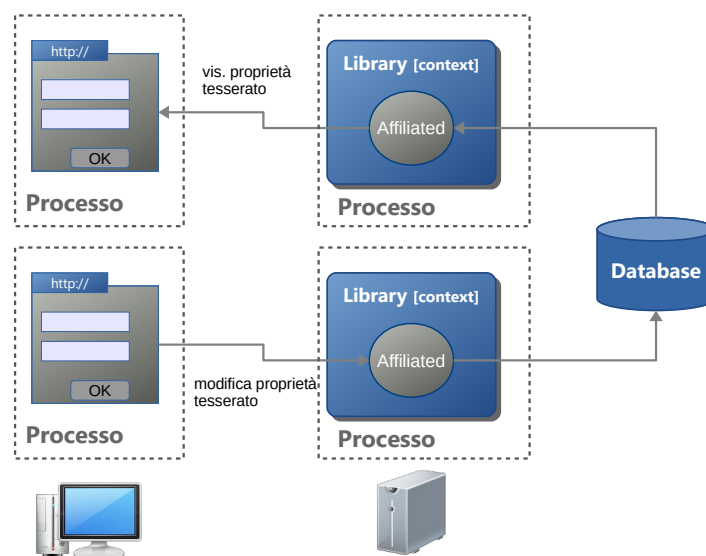 http://
OK
Processo
vis. proprietà
tesserato
Library [context]
Affiliated
Processo
Database
http://
OK
Processo
modifica proprietà
tesserato
Library [context]
Affiliated
Processo